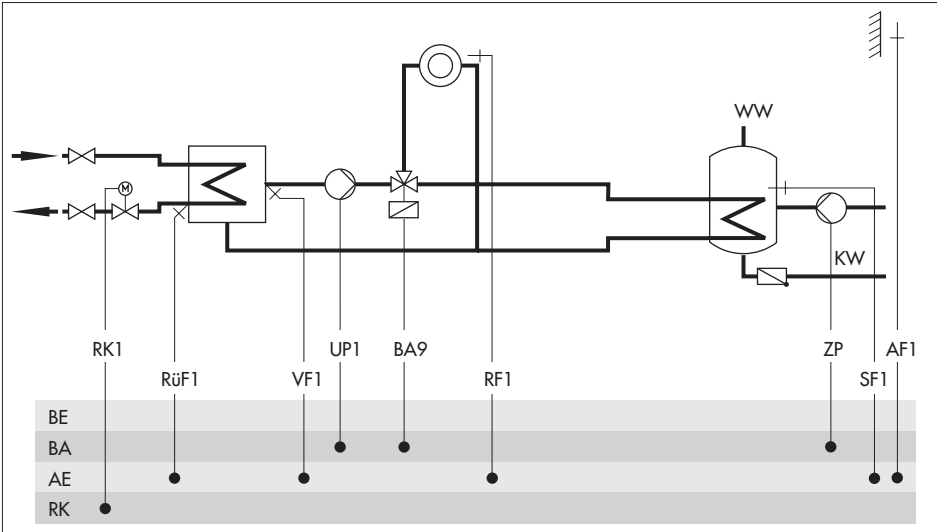 WW
M
KW
RK1 UP1 BA9 ZP AF1
RüF1 VF1 RF1 SF1
BE
BA
AE
RK